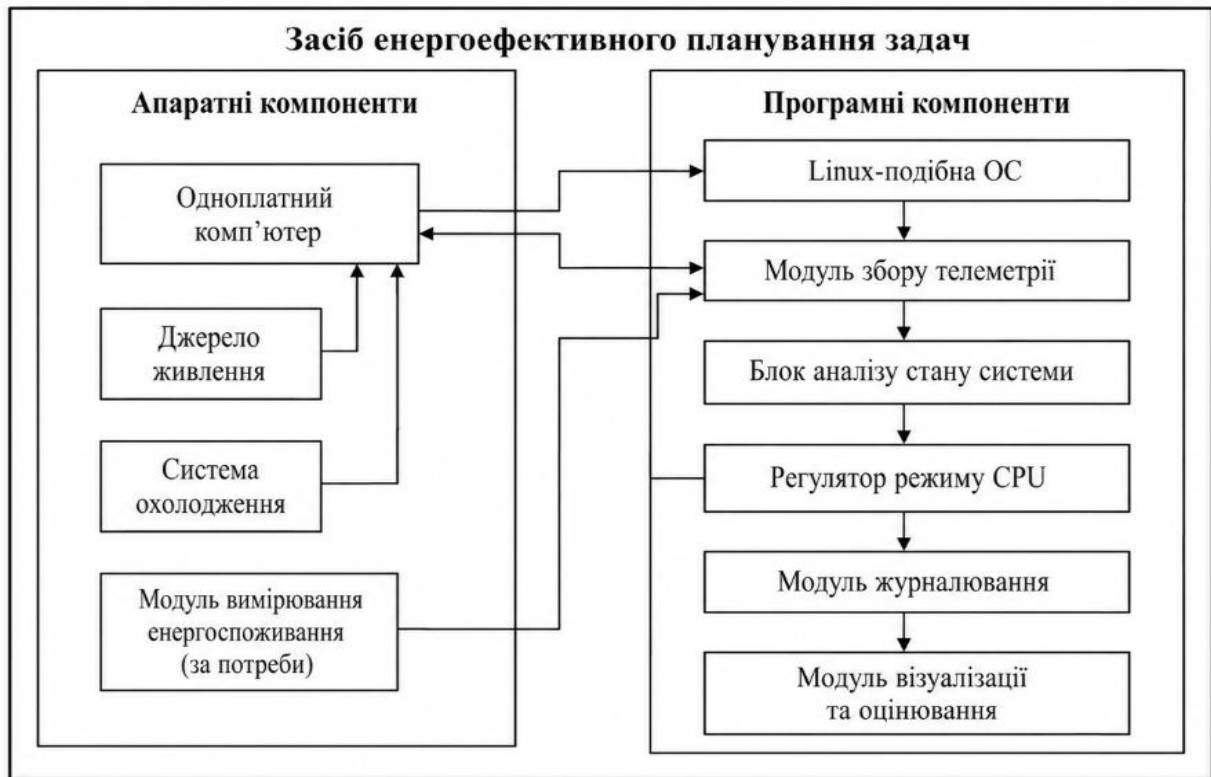 Засіб енергоефективного планування задач
Апаратні компоненти
Одноплатний
комп’ютер
Джерело
живлення
Система
охолодження
Модуль вимірювання
енергоспоживання
(за потреби)
Програмні компоненти
Linux-подібна ОС
Модуль збору телеметрії
Блок аналізу стану системи
Регулятор режиму CPU
Модуль журналювання
Модуль візуалізації
та оцінювання